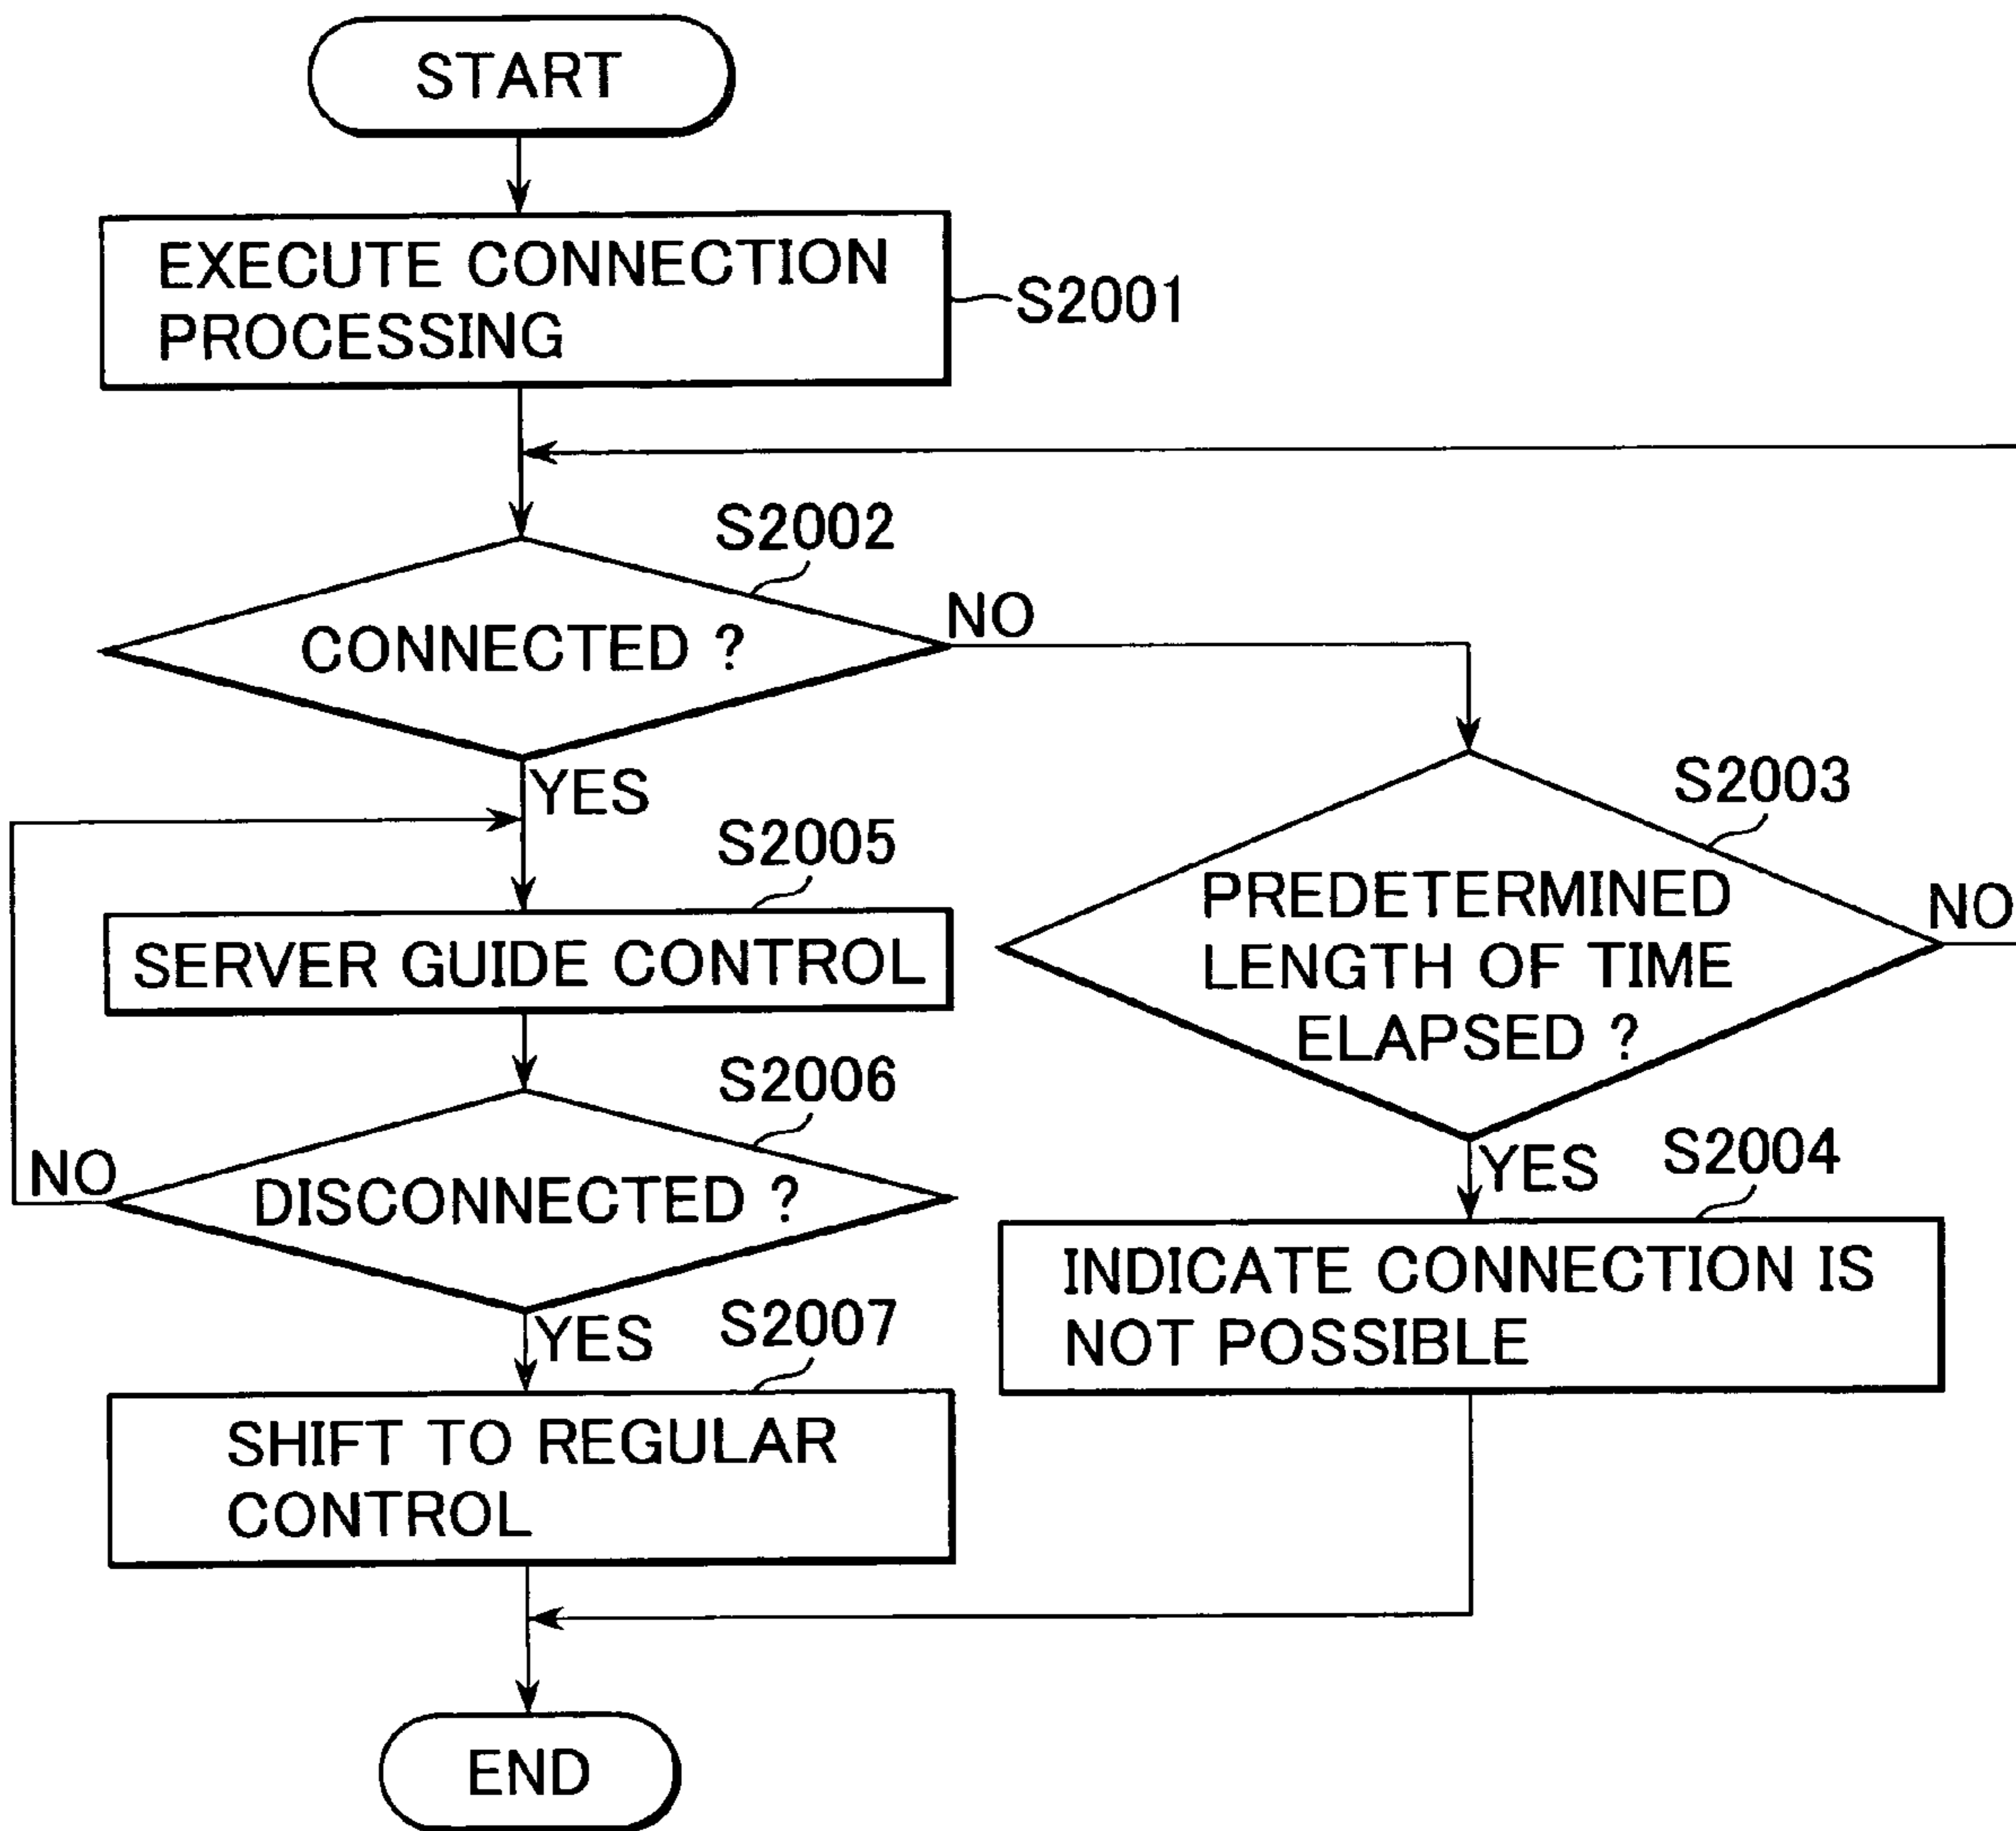 START
EXECUTE CONNECTION
PROCESSING
S2001
S2002
CONNECTED ?
NO
YES
S2003
PREDETERMINED
LENGTH OF TIME
ELAPSED ?
NO
YES
S2004
INDICATE CONNECTION IS
NOT POSSIBLE
S2005
SERVER GUIDE CONTROL
S2006
DISCONNECTED ?
NO
YES
S2007
SHIFT TO REGULAR
CONTROL
END